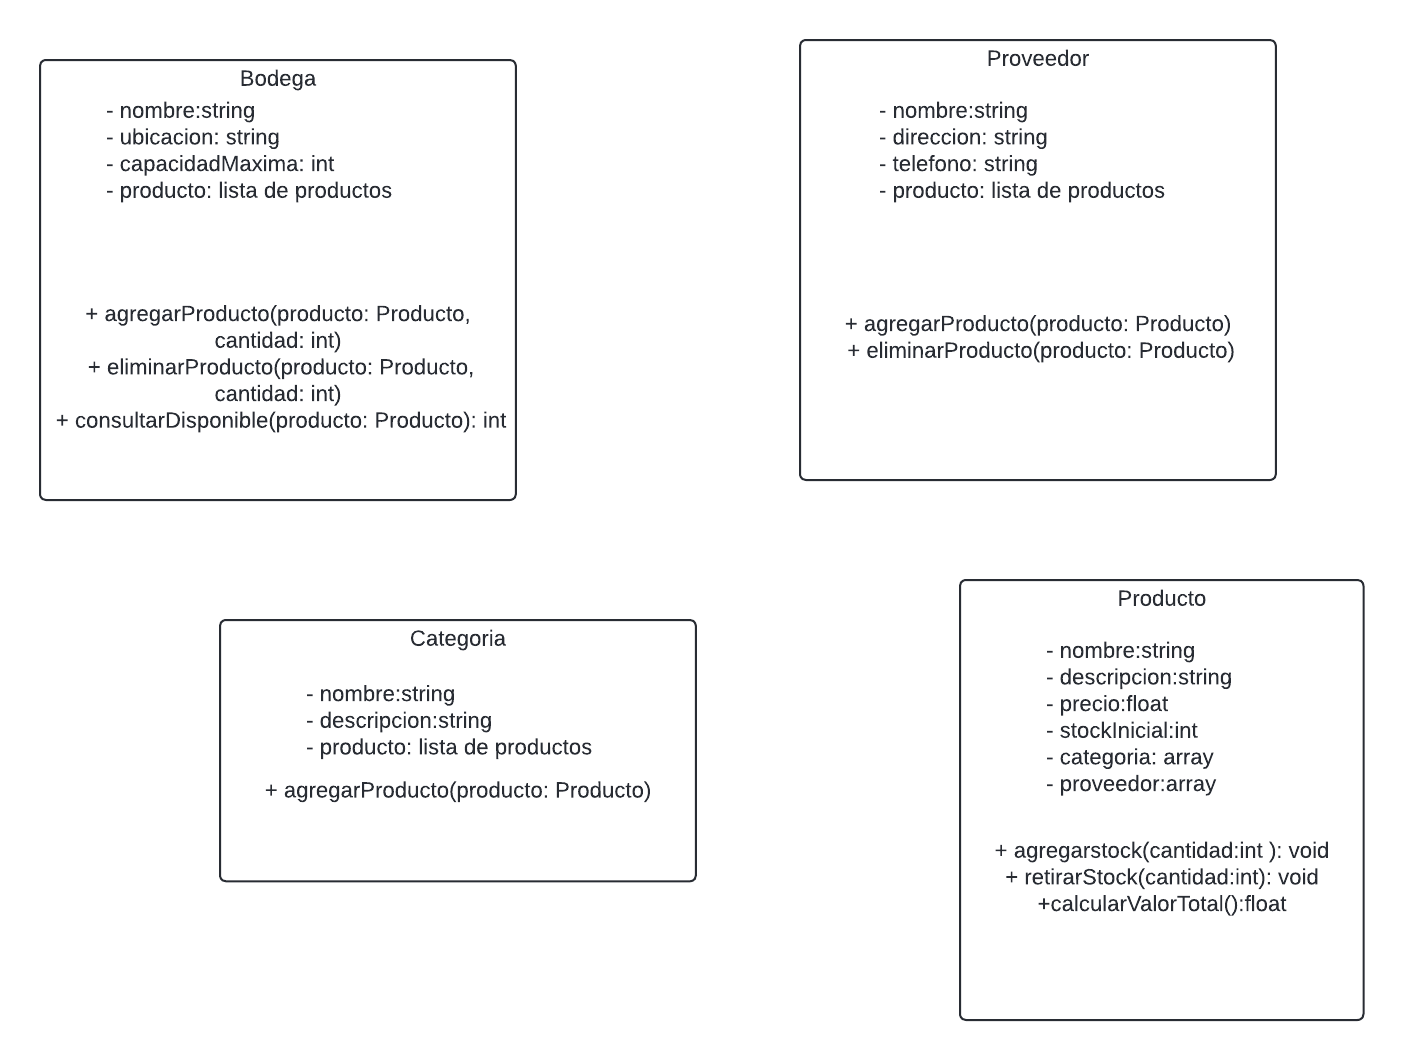 Bodega
- nombre:string
- ubicacion: string
- capacidadMaxima: int
- producto: lista de productos
+ agregarProducto(producto: Producto,
cantidad: int)
+ eliminarProducto(producto: Producto,
cantidad: int)
+ consultarDisponible(producto: Producto): int
Proveedor
- nombre:string
- direccion: string
- telefono: string
- producto: lista de productos
+ agregarProducto(producto: Producto)
+ eliminarProducto(producto: Producto)
Categoria
- nombre:string
- descripcion:string
- producto: lista de productos
+ agregarProducto(producto: Producto)
Producto
- nombre:string
- descripcion:string
- precio:float
- stockInicial:int
- categoria: array
- proveedor:array
+ agregarstock(cantidad:int ): void
+ retirarStock(cantidad:int): void
+calcularValorTotal():float